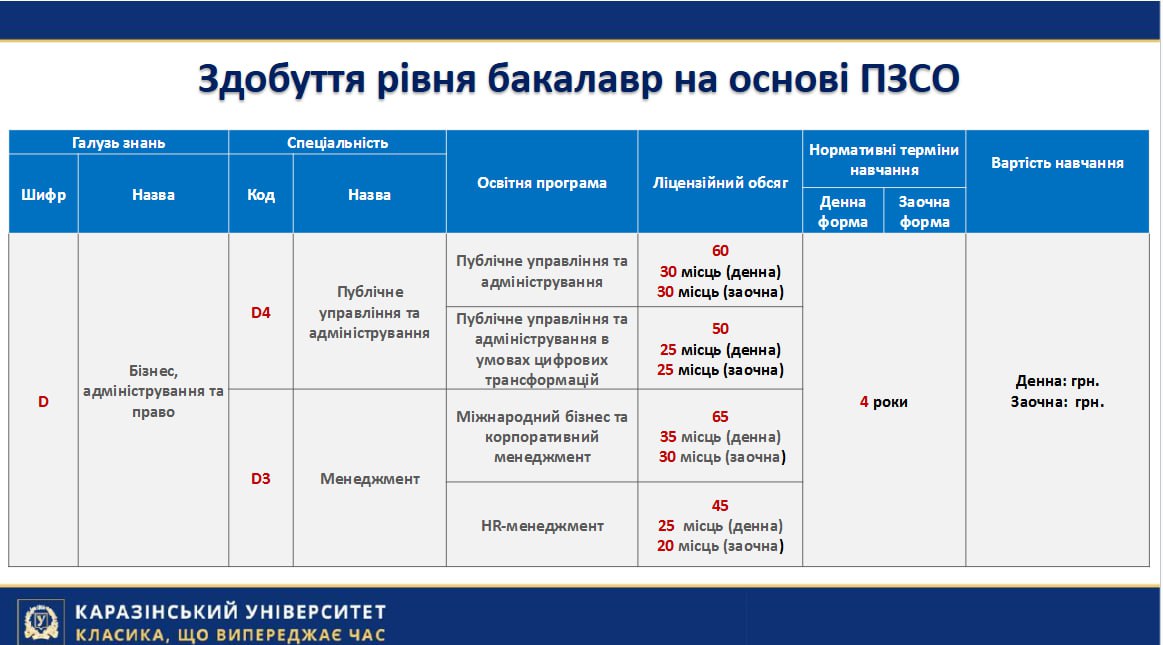 Здобуття рівня бакалавр на основі ПЗСО
Галузь знань
Спеціальність
Освітня програма
Ліцензійний обсяг
Нормативні терміни
навчання
Вартість навчання
Шифр
Назва
Код
Назва
Денна
форма
Заочна
форма
D
Бізнес,
адміністрування та
право
D4
Публічне
управління та
адміністрування
Публічне управління та
адміністрування
60
30 місць (денна)
30 місць (заочна)
Публічне управління та
адміністрування в
умовах цифрових
трансформацій
50
25 місць (денна)
25 місць (заочна)
D3
Менеджмент
Міжнародний бізнес та
корпоративний
менеджмент
65
35 місць (денна)
30 місць (заочна)
HR-менеджмент
45
25 місць (денна)
20 місць (заочна)
4 роки
Денна: грн.
Заочна: грн.
КАРАЗІНСЬКИЙ УНІВЕРСИТЕТ
КЛАСИКА, ЩО ВИПЕРЕДЖАЄ ЧАС